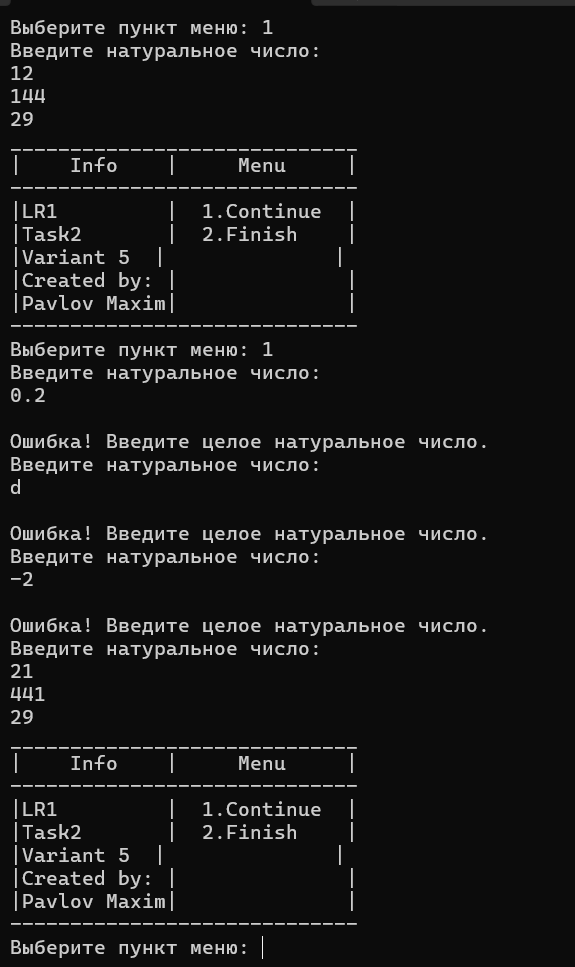 Выберите пункт меню: 1
Введите натуральное число:
12
144
29
_____________________________
|    Info    |     Menu     |
-----------------------------
|LR1         |  1.Continue  |
|Task2       |  2.Finish    |
|Variant 5  |              |
|Created by: |              |
|Pavlov Maxim|              |
-----------------------------
Выберите пункт меню: 1
Введите натуральное число:
0.2

Ошибка! Введите целое натуральное число.
Введите натуральное число:
d

Ошибка! Введите целое натуральное число.
Введите натуральное число:
-2

Ошибка! Введите целое натуральное число.
Введите натуральное число:
21
441
29
_____________________________
|    Info    |     Menu     |
-----------------------------
|LR1         |  1.Continue  |
|Task2       |  2.Finish    |
|Variant 5  |              |
|Created by: |              |
|Pavlov Maxim|              |
-----------------------------
Выберите пункт меню: